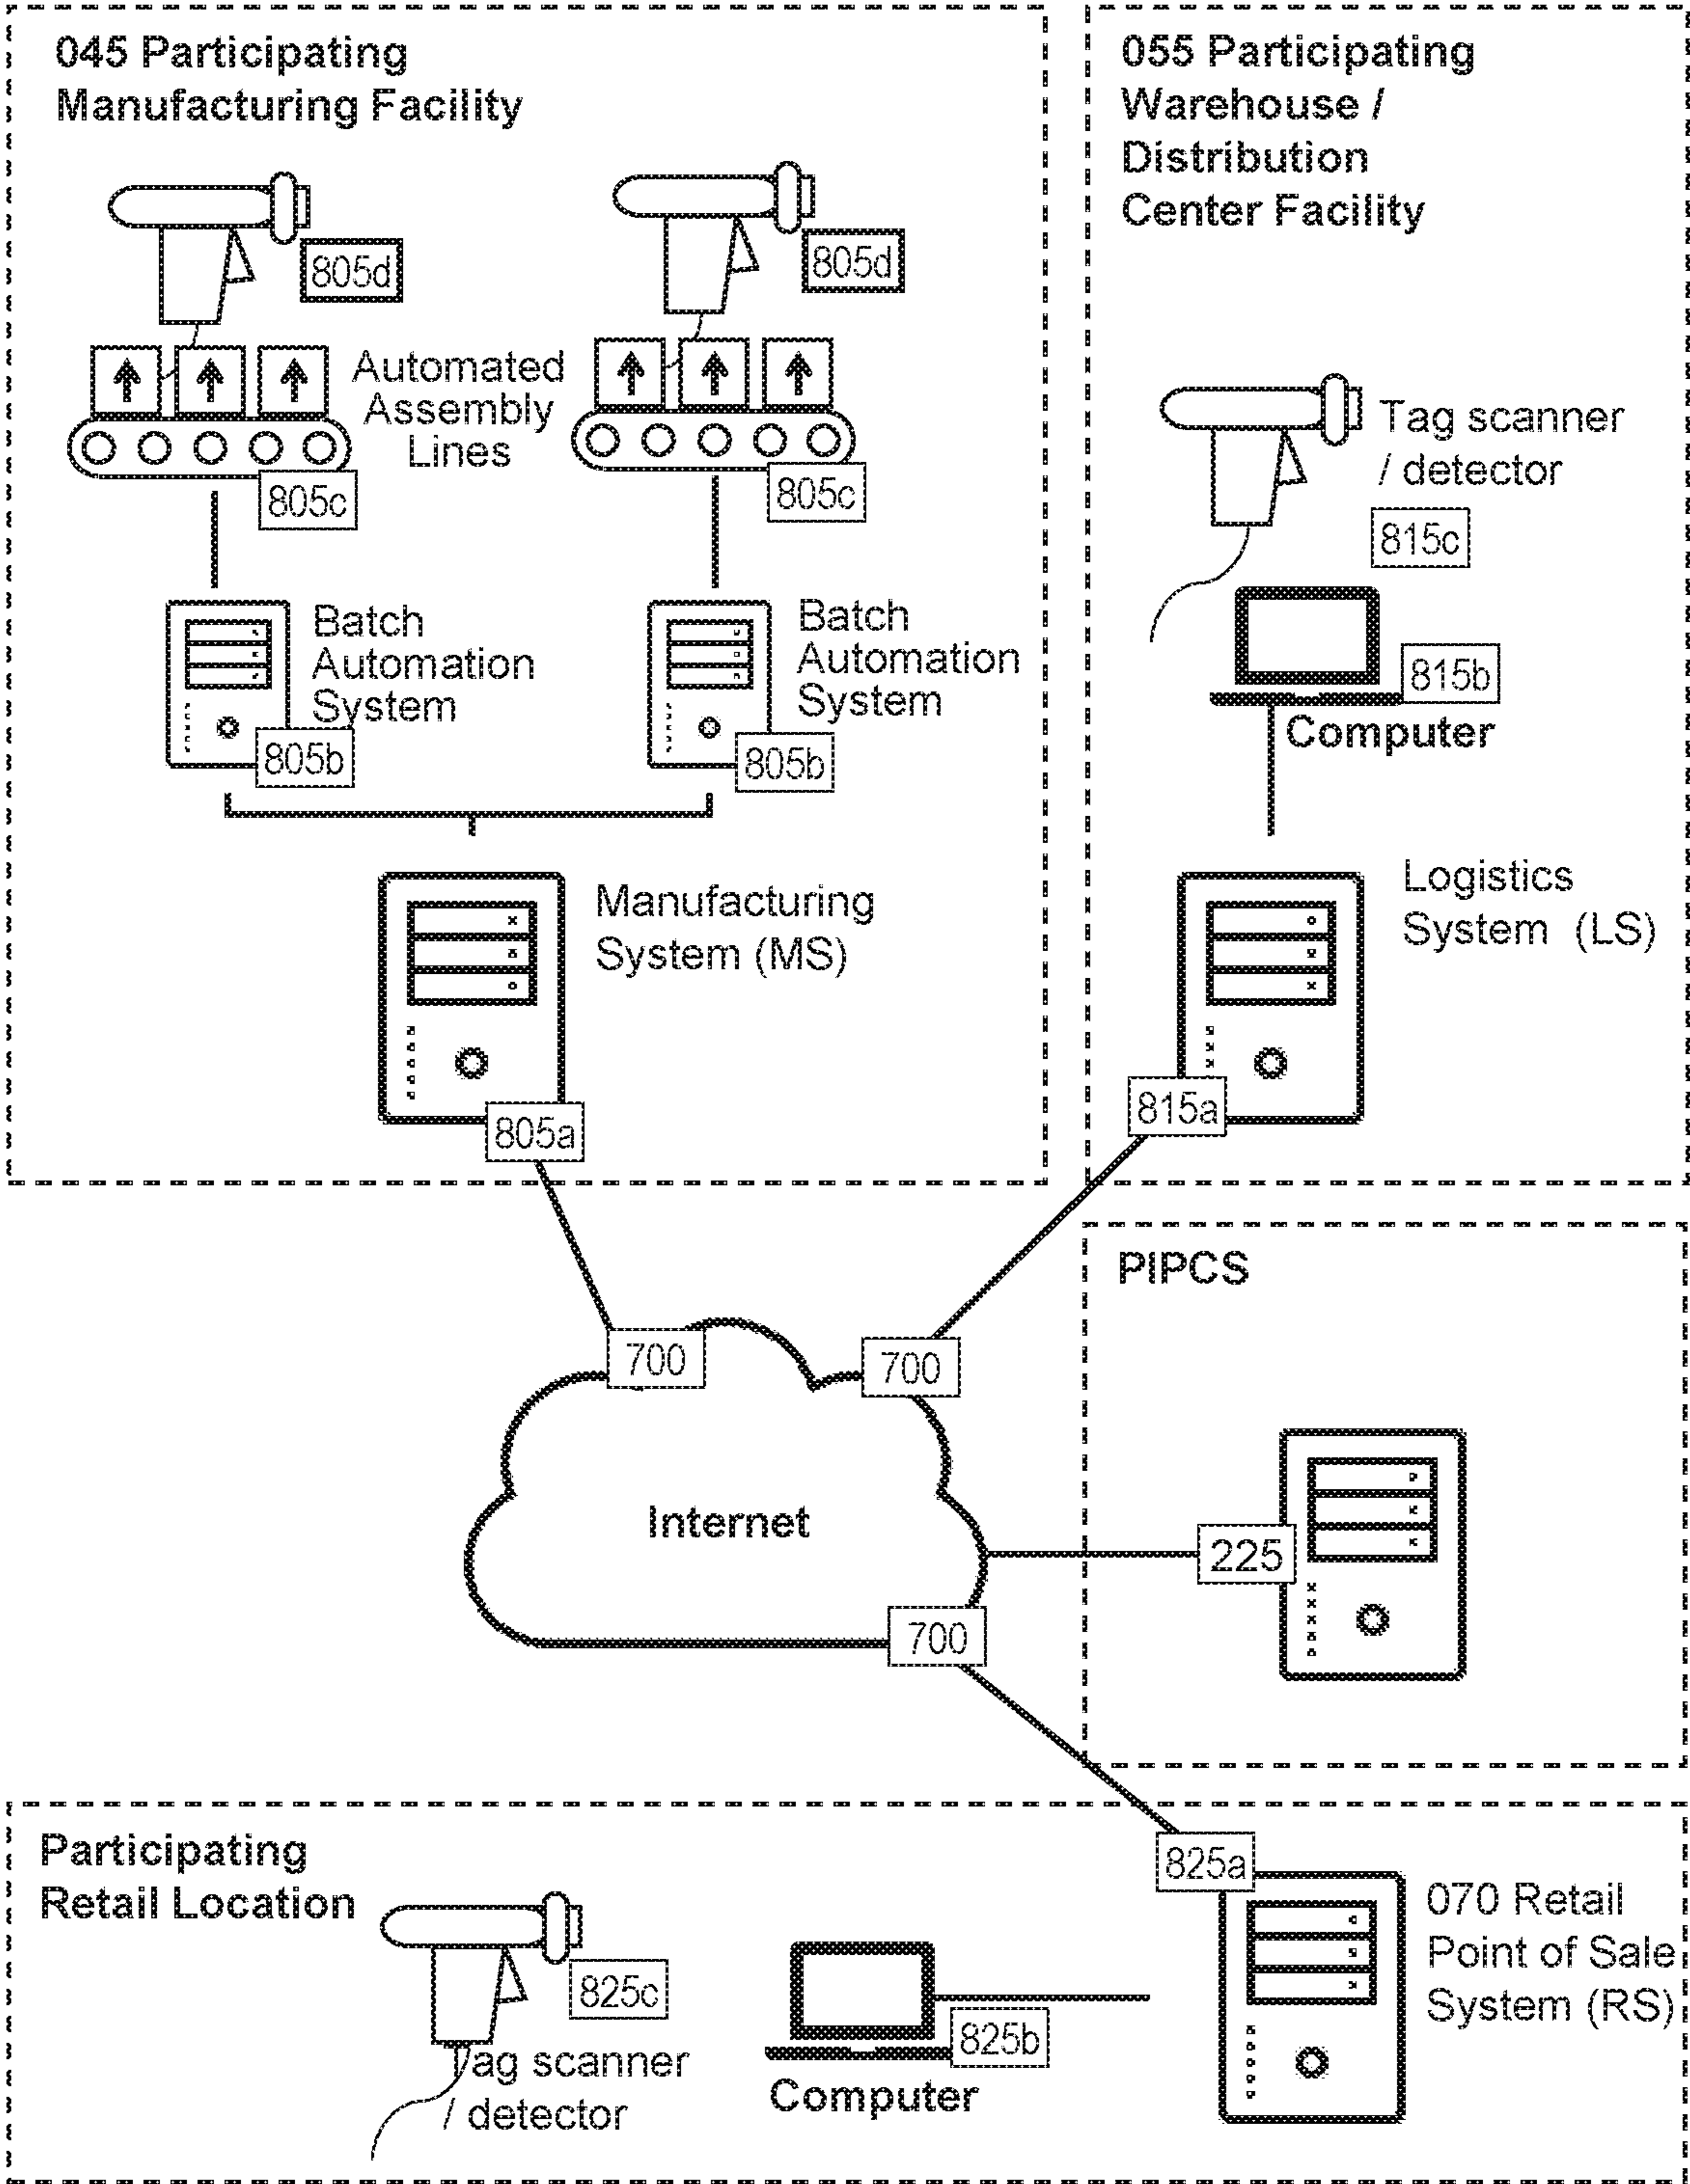 045 Participating
Manufacturing Facility
805d
805d
Automated
Assembly
Lines
805c
805c
Batch
Automation
System
805b
Batch
Automation
System
805b
Manufacturing
System (MS)
805a
055 Participating
Warehouse /
Distribution
Center Facility
Tag scanner
/ detector
815c
815b
Computer
Logistics
System (LS)
815a
700
700
Internet
700
PIPCS
225
Participating
Retail Location
825c
Tag scanner
/ detector
825b
Computer
825a
070 Retail
Point of Sale
System (RS)